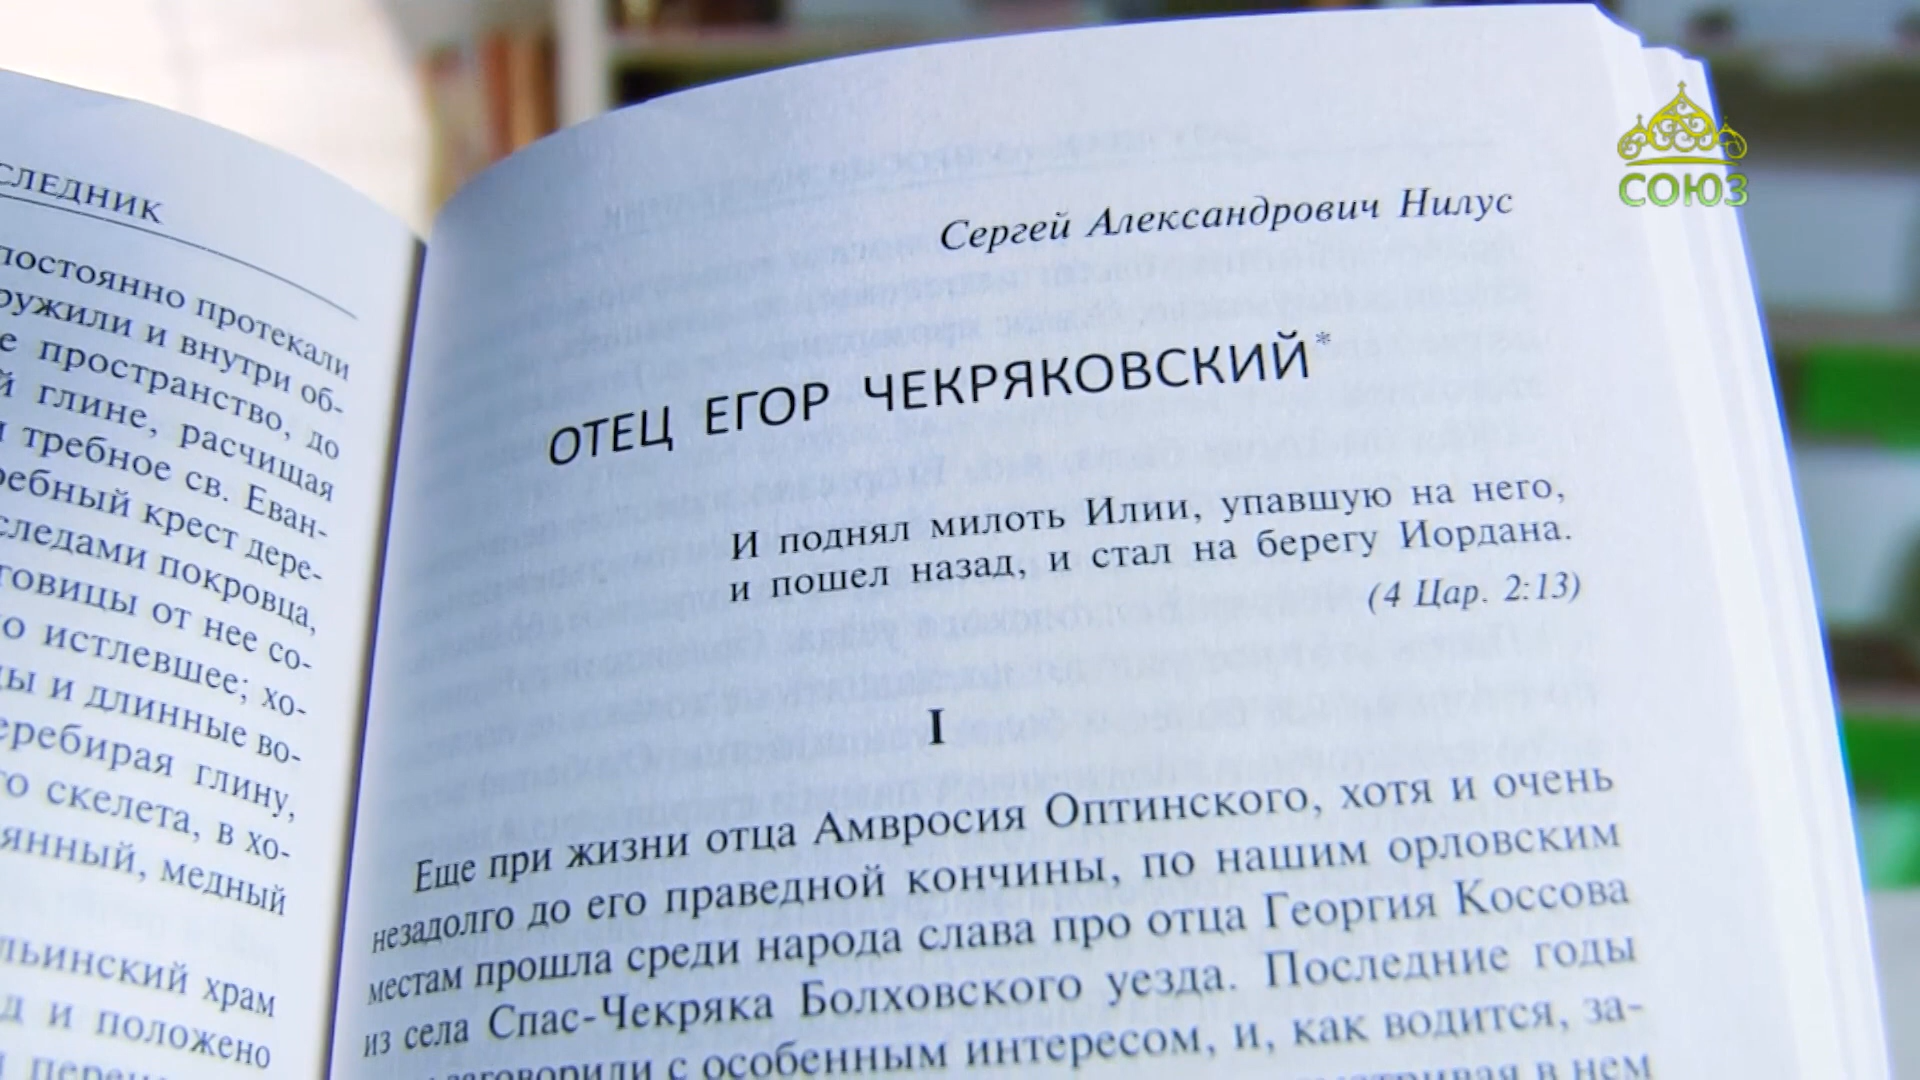 СЛЕДНИК
постоянно протекали
ружили и внутри об-
е пространство, до
й глине, расчищая
и требное св. Еван-
ребный крест дере-
следами покровца,
говицы от нее со-
о истлевшее; хо-
ды и длинные во-
еребирая глину,
го скелета, в хо-
янный, медный
льинский храм
д и положено
Сергей Александрович Нилус
ОТЕЦ ЕГОР ЧЕКРЯКОВСКИЙ*
И поднял милоть Илии, упавшую на него,
и пошел назад, и стал на берегу Иордана.
(4 Цар. 2:13)
I
Еще при жизни отца Амвросия Оптинского, хотя и очень
незадолго до его праведной кончины, по нашим орловским
местам прошла среди народа слава про отца Георгия Коссова
из села Спас-Чекряка Болховского уезда. Последние годы
заговорили с особенным интересом, и, как водится, за-
в нем
СОЮЗ